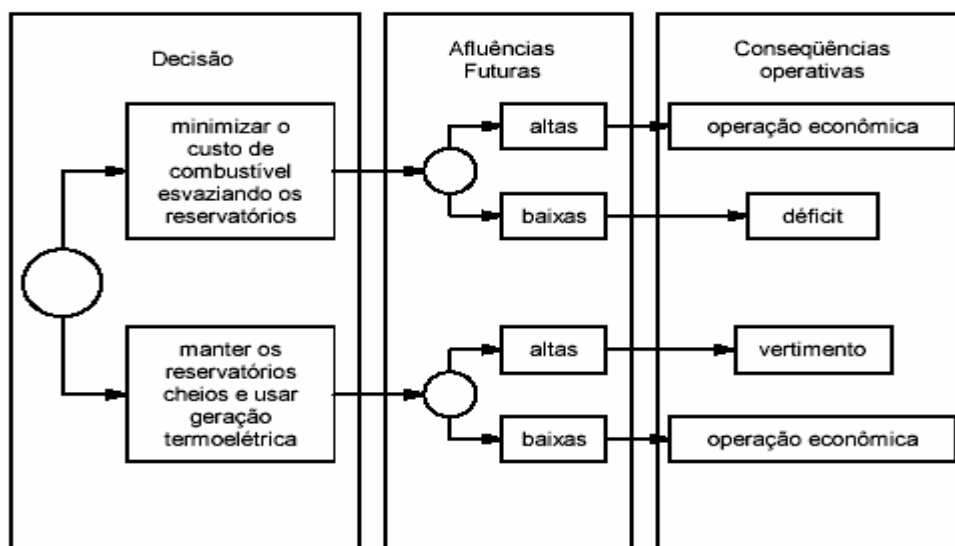 Decisão
Afluências
Futuras
Conseqüências
operativas
minimizar o
custo de
combustível
esvaziando os
reservatórios
altas
operação econômica
baixas
déficit
manter os
reservatórios
cheios e usar
geração
termoelétrica
altas
vertimento
baixas
operação econômica